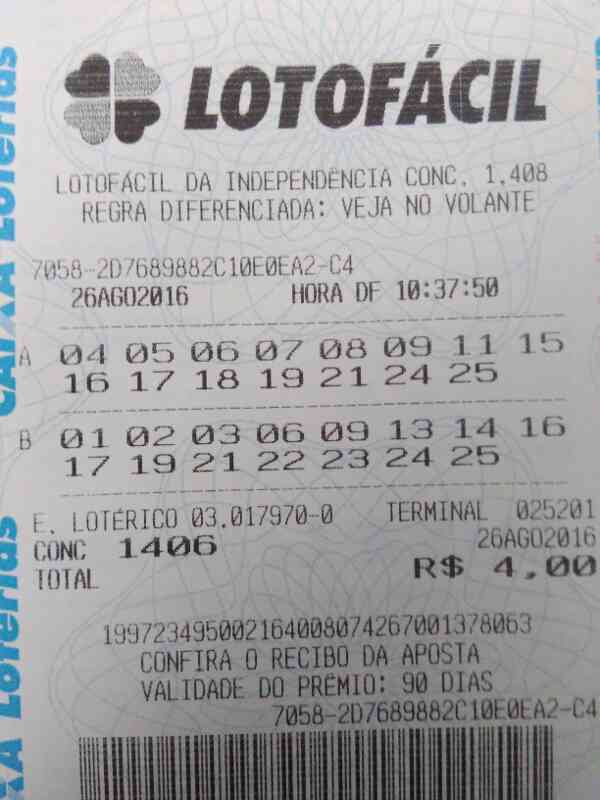 LOTOFÁCIL
LOTOFÁCIL DA INDEPENDÊNCIA CONC. 1.408
REGRA DIFERENCIADA: VEJA NO VOLANTE
7058-2D7689882C10E0EA2-C4
26AGO2016 HORA DF 10:37:50
A 04 05 06 07 08 09 11 15
16 17 18 19 21 24 25
B 01 02 03 06 09 13 14 16
17 19 21 22 23 24 25
E. LOTÉRICO 03.017970-0 TERMINAL 025201
CONC 1406 26AGO2016
TOTAL R$ 4,00
199723495002164008074267001378063
CONFIRA O RECIBO DA APOSTA
VALIDADE DO PRÊMIO: 90 DIAS
7058-2D7689882C10E0EA2-C4
CAIXA Loterias
XA Loterias